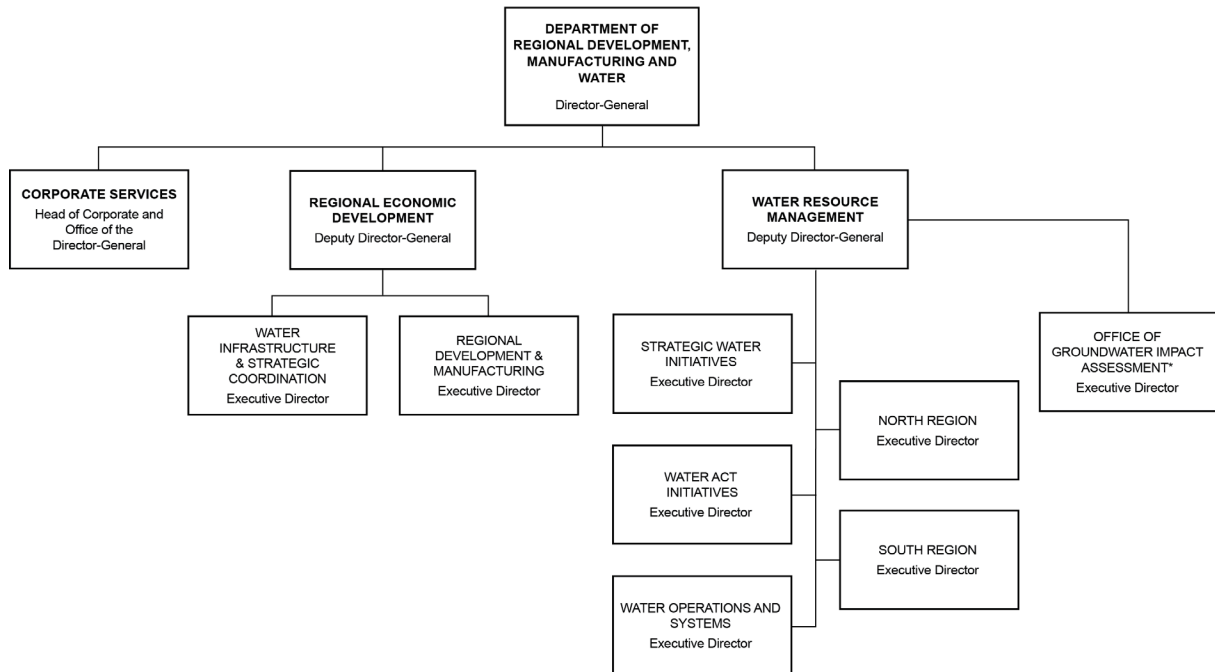 DEPARTMENT OF
REGIONAL DEVELOPMENT,
MANUFACTURING AND
WATER
Director-General
CORPORATE SERVICES
Head of Corporate and
Office of the
Director-General
REGIONAL ECONOMIC
DEVELOPMENT
Deputy Director-General
WATER RESOURCE
MANAGEMENT
Deputy Director-General
WATER
INFRASTRUCTURE
& STRATEGIC
COORDINATION
Executive Director
REGIONAL
DEVELOPMENT &
MANUFACTURING
Executive Director
STRATEGIC WATER
INITIATIVES
Executive Director
OFFICE OF
GROUNDWATER IMPACT
ASSESSMENT*
Executive Director
NORTH REGION
Executive Director
WATER ACT
INITIATIVES
Executive Director
SOUTH REGION
Executive Director
WATER OPERATIONS AND
SYSTEMS
Executive Director